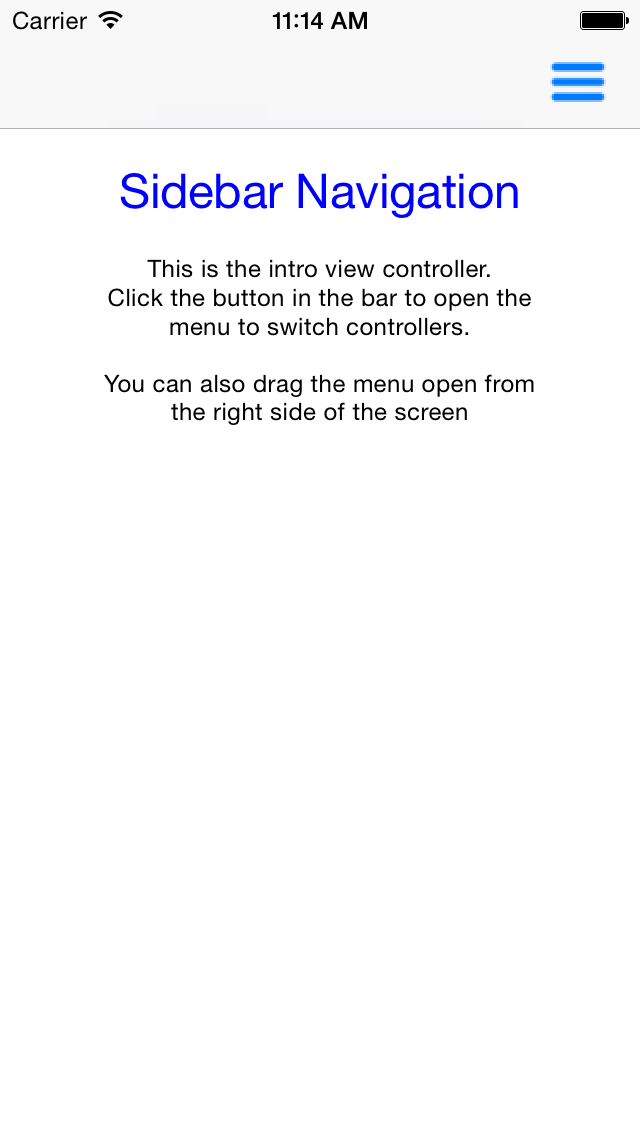 Carrier 11:14 AM
Sidebar Navigation
This is the intro view controller.
Click the button in the bar to open the
menu to switch controllers.
You can also drag the menu open from
the right side of the screen